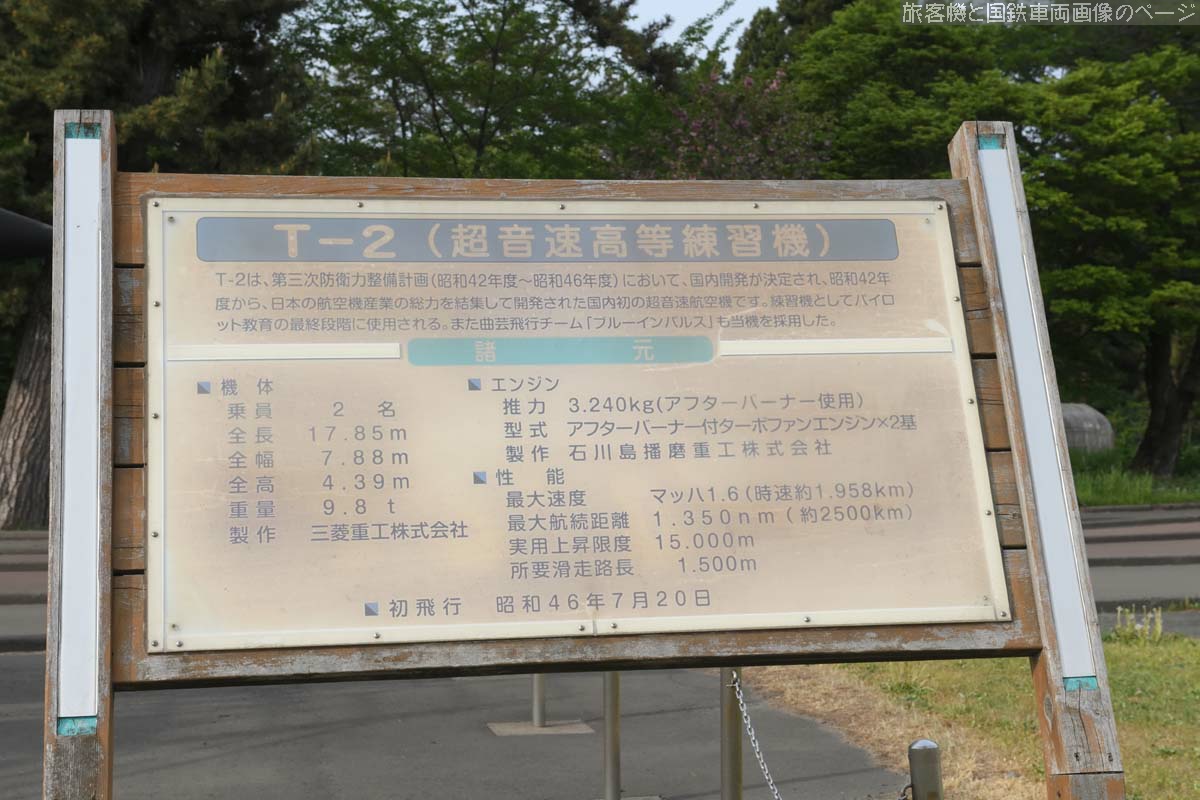 旅客機と国鉄車両画像のページ
T-2（超音速高等練習機）
T-2は、第三次防衛力整備計画（昭和42年度～昭和46年度）において、国内開発が決定され、昭和42年
度から、日本の航空機産業の総力を結集して開発された国内初の超音速航空機です。練習機としてパイロ
ット教育の最終段階に使用される。また曲芸飛行チーム「ブルーインパルス」も当機を採用した。
諸　元
機体
乗員　2名
全長　17.85m
全幅　7.88m
全高　4.39m
重量　9.8t
製作　三菱重工株式会社
エンジン
推力　3.240kg（アフターバーナー使用）
型式　アフターバーナー付ターボファンエンジン×2基
製作　石川島播磨重工株式会社
性　能
最大速度　マッハ1.6（時速約1.958km）
最大航続距離　1.350nm（約2500km）
実用上昇限度　15.000m
所要滑走路長　1.500m
初飛行　昭和46年7月20日